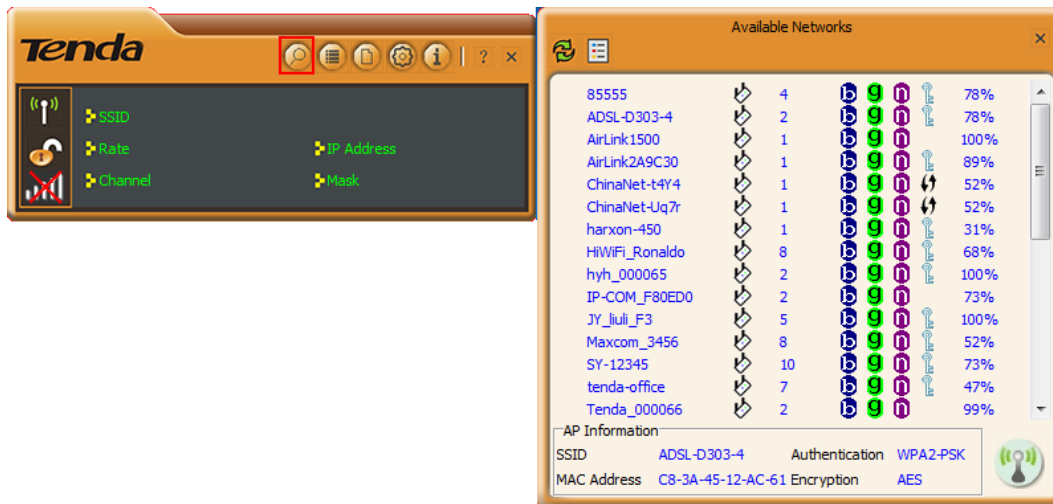 Tenda
? ×
SSID
Rate IP Address
Channel Mask
Available Networks ×
85555 4 b g n 78%
ADSL-D303-4 2 b g n 78%
AirLink1500 1 b g n 100%
AirLink2A9C30 1 b g n 89%
ChinaNet-t4Y4 1 b g n 52%
ChinaNet-Uq7r 1 b g n 52%
harxon-450 1 b g n 31%
HiWiFi_Ronaldo 8 b g n 68%
hyh_000065 2 b g n 100%
IP-COM_F80ED0 2 b g n 73%
JY_liuli_F3 5 b g n 100%
Maxcom_3456 8 b g n 52%
SY-12345 10 b g n 73%
tenda-office 7 b g n 47%
Tenda_000066 2 b g n 99%
AP Information
SSID ADSL-D303-4 Authentication WPA2-PSK
MAC Address C8-3A-45-12-AC-61 Encryption AES